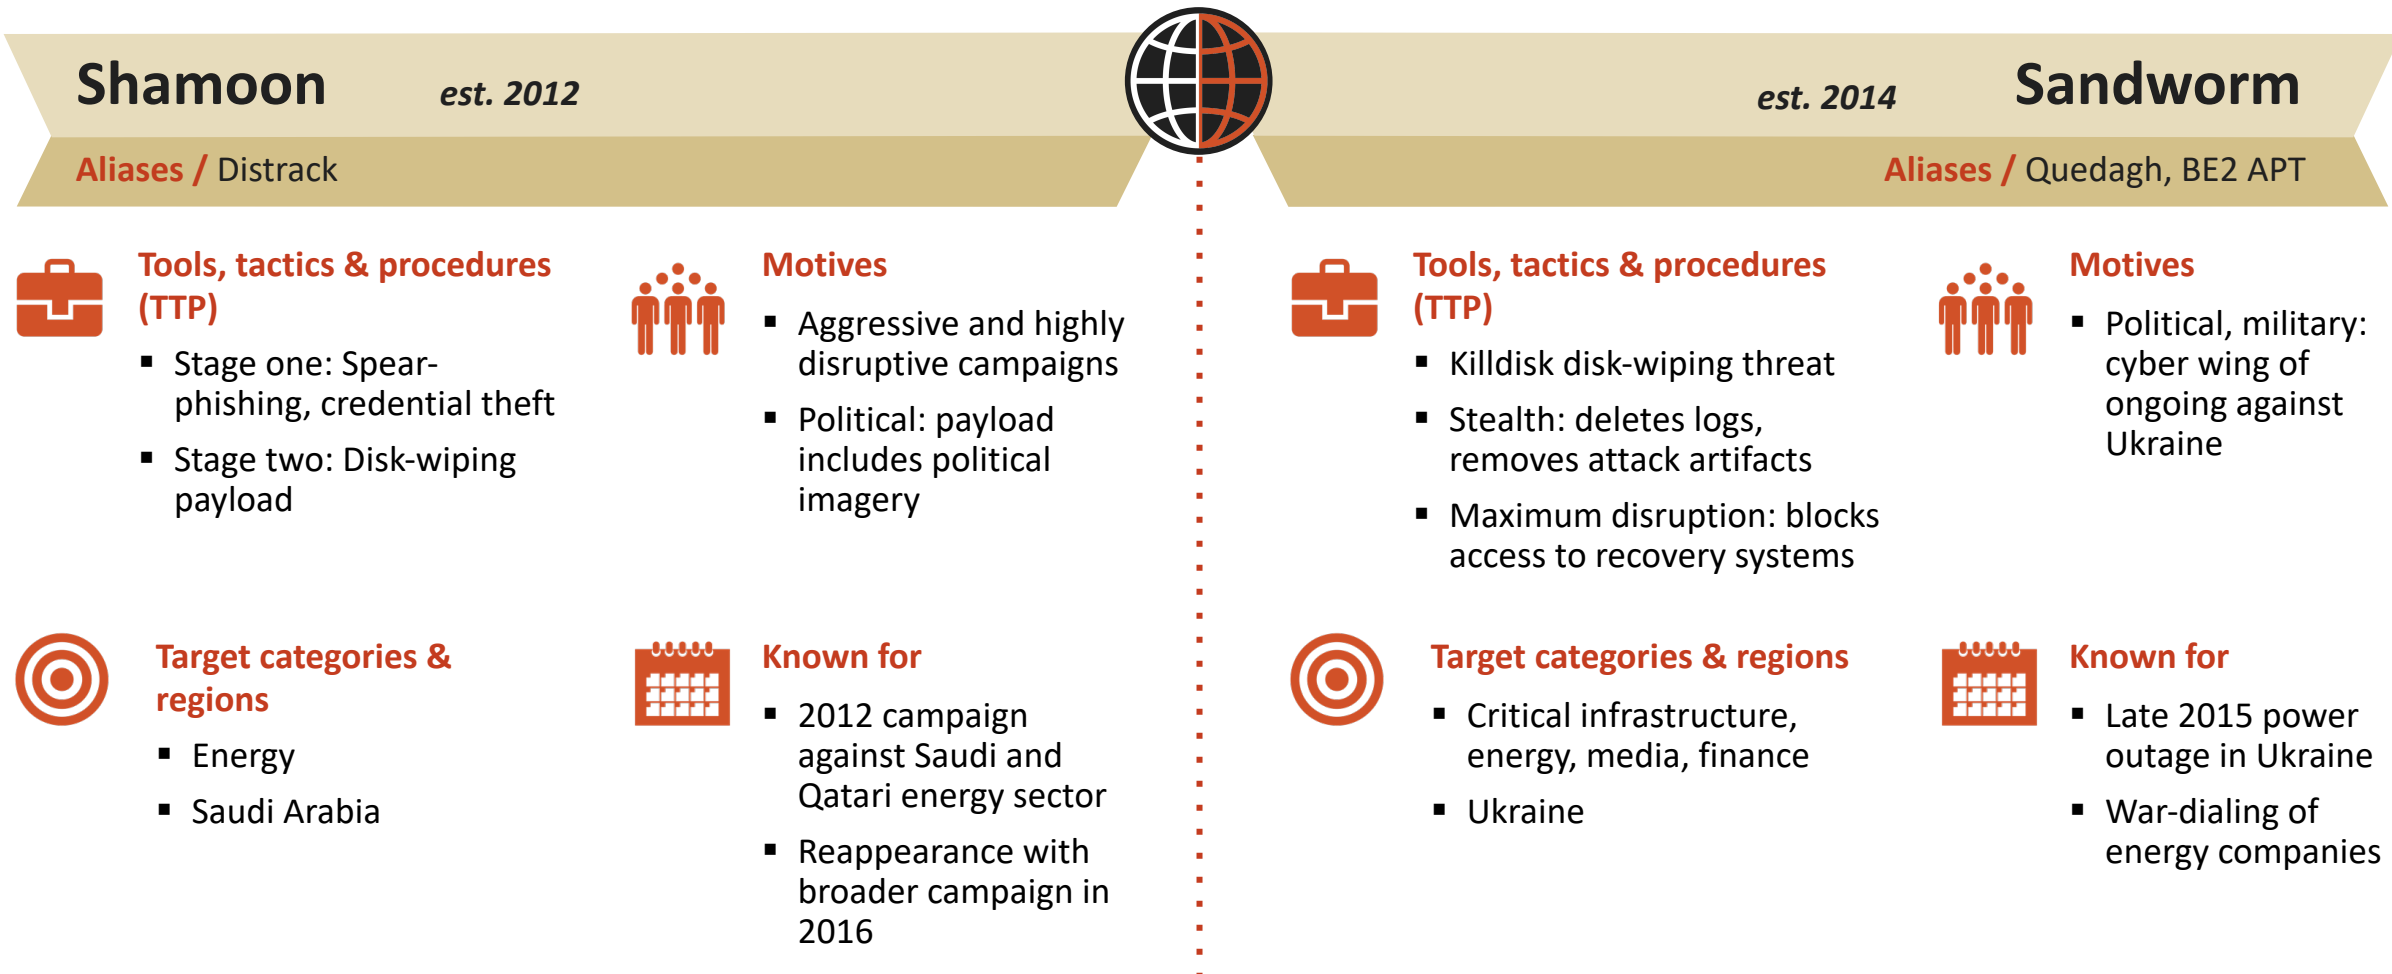 Shamoon est. 2012
Aliases / Distrack
Tools, tactics & procedures
(TTP)
▪ Stage one: Spear-
phishing, credential theft
▪ Stage two: Disk-wiping
payload
Motives
▪ Aggressive and highly
disruptive campaigns
▪ Political: payload
includes political
imagery
Target categories &
regions
▪ Energy
▪ Saudi Arabia
Known for
▪ 2012 campaign
against Saudi and
Qatari energy sector
▪ Reappearance with
broader campaign in
2016
est. 2014 Sandworm
Aliases / Quedagh, BE2 APT
Tools, tactics & procedures
(TTP)
▪ Killdisk disk-wiping threat
▪ Stealth: deletes logs,
removes attack artifacts
▪ Maximum disruption: blocks
access to recovery systems
Motives
▪ Political, military:
cyber wing of
ongoing against
Ukraine
Target categories & regions
▪ Critical infrastructure,
energy, media, finance
▪ Ukraine
Known for
▪ Late 2015 power
outage in Ukraine
▪ War-dialing of
energy companies